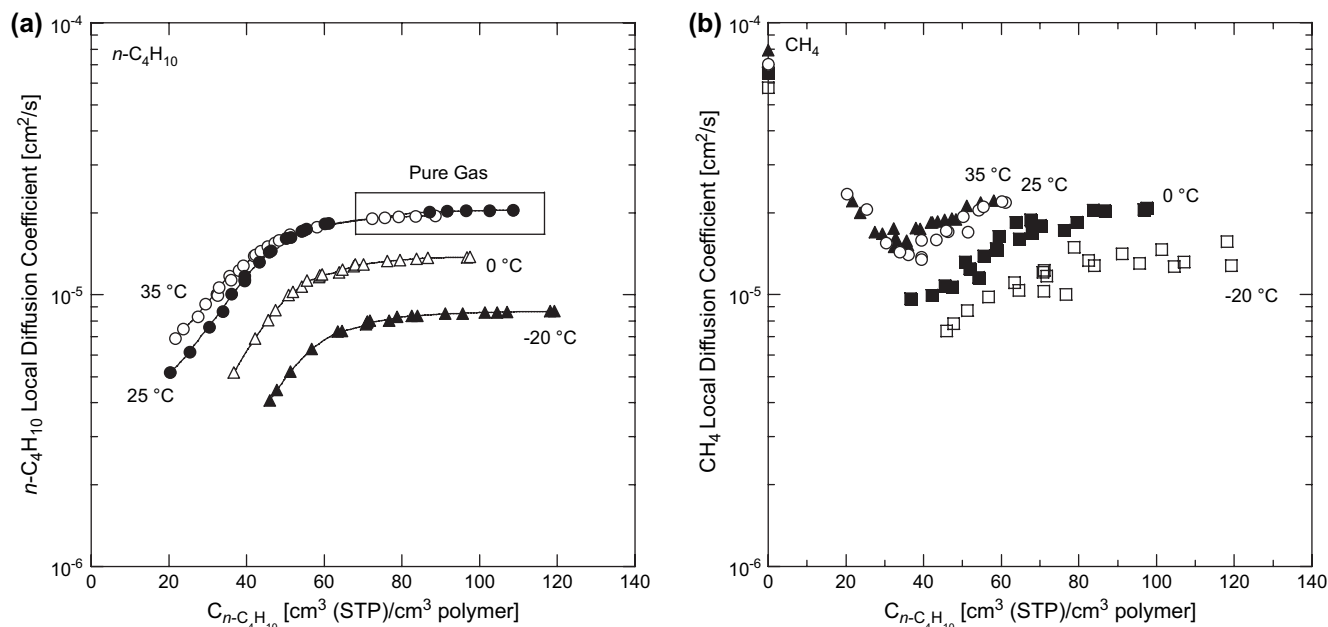 (a)
n-C₄H₁₀
n-C₄H₁₀ Local Diffusion Coefficient [cm²/s]
10⁻⁴
10⁻⁵
10⁻⁶
Pure Gas
35 °C
25 °C
0 °C
-20 °C
0 20 40 60 80 100 120 140
C n-C₄H₁₀ [cm³ (STP)/cm³ polymer]
(b)
CH₄
CH₄ Local Diffusion Coefficient [cm²/s]
10⁻⁴
10⁻⁵
10⁻⁶
35 °C
25 °C
0 °C
-20 °C
0 20 40 60 80 100 120 140
C n-C₄H₁₀ [cm³ (STP)/cm³ polymer]